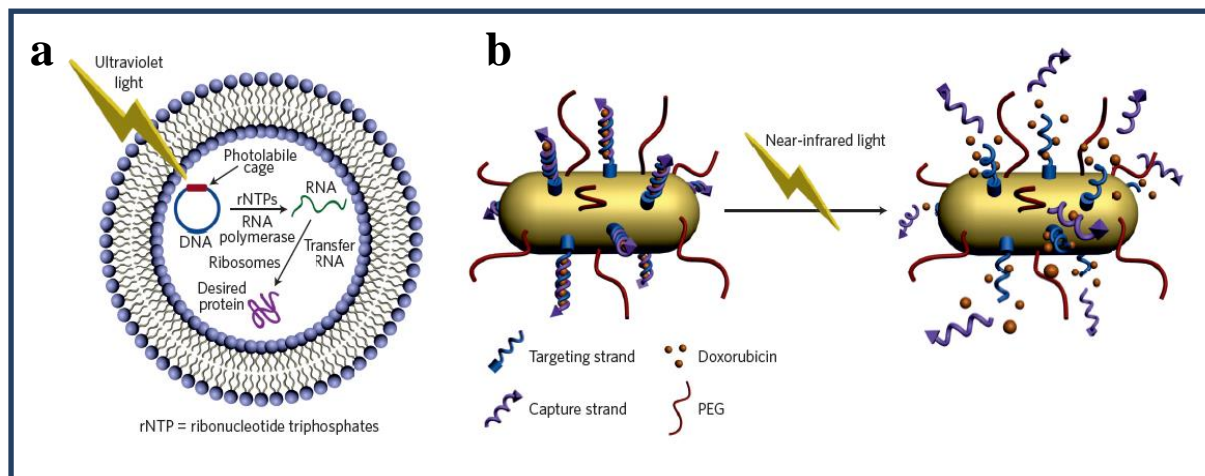 a
Ultraviolet
light
Photolabile
cage
DNA
rNTPs
RNA
polymerase
RNA
Transfer
RNA
Ribosomes
Desired
protein
rNTP = ribonucleotide triphosphates
b
Near-infrared light
Targeting strand
Doxorubicin
Capture strand
PEG